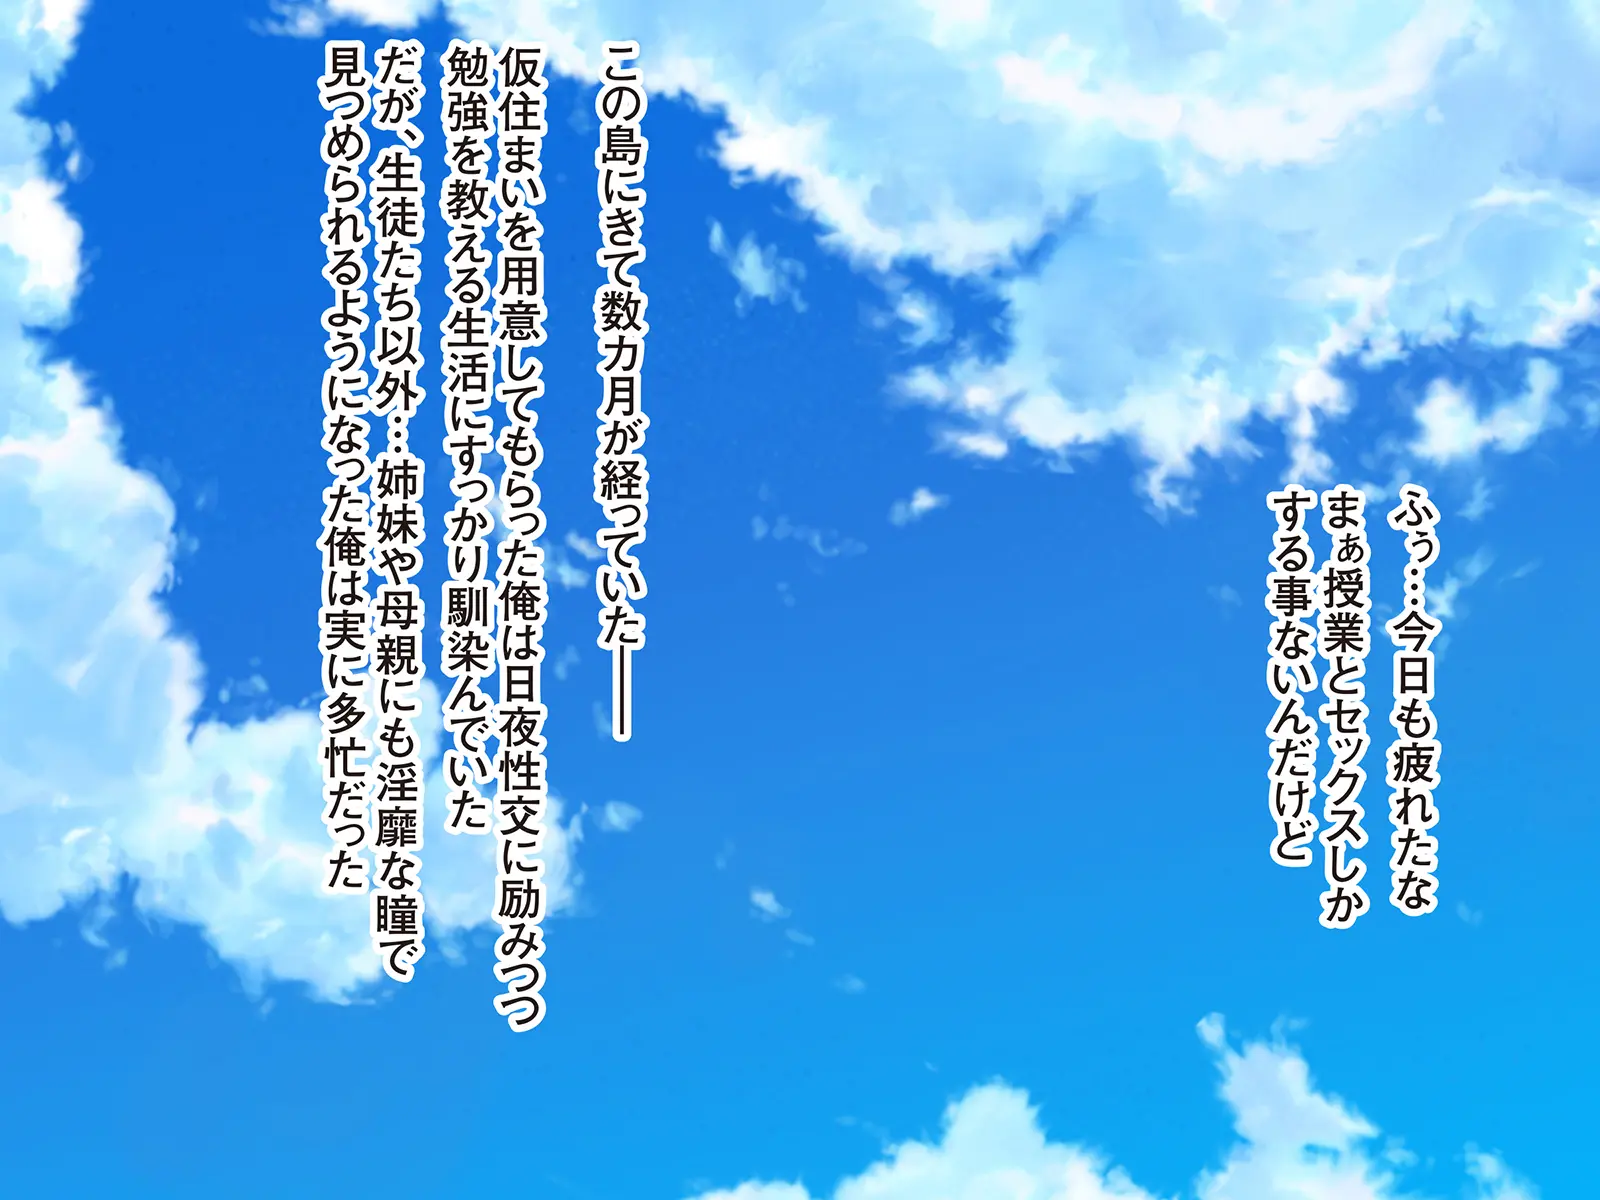 ふぅ…今日も疲れたな
まぁ授業とセックスしか
する事ないんだけど
この島にきて数カ月が経っていた――
仮住まいを用意してもらった俺は日夜性交に励みつつ
勉強を教える生活にすっかり馴染んでいた
だが、生徒たち以外…姉妹や母親にも淫靡な瞳で
見つめられるようになった俺は実に多忙だった